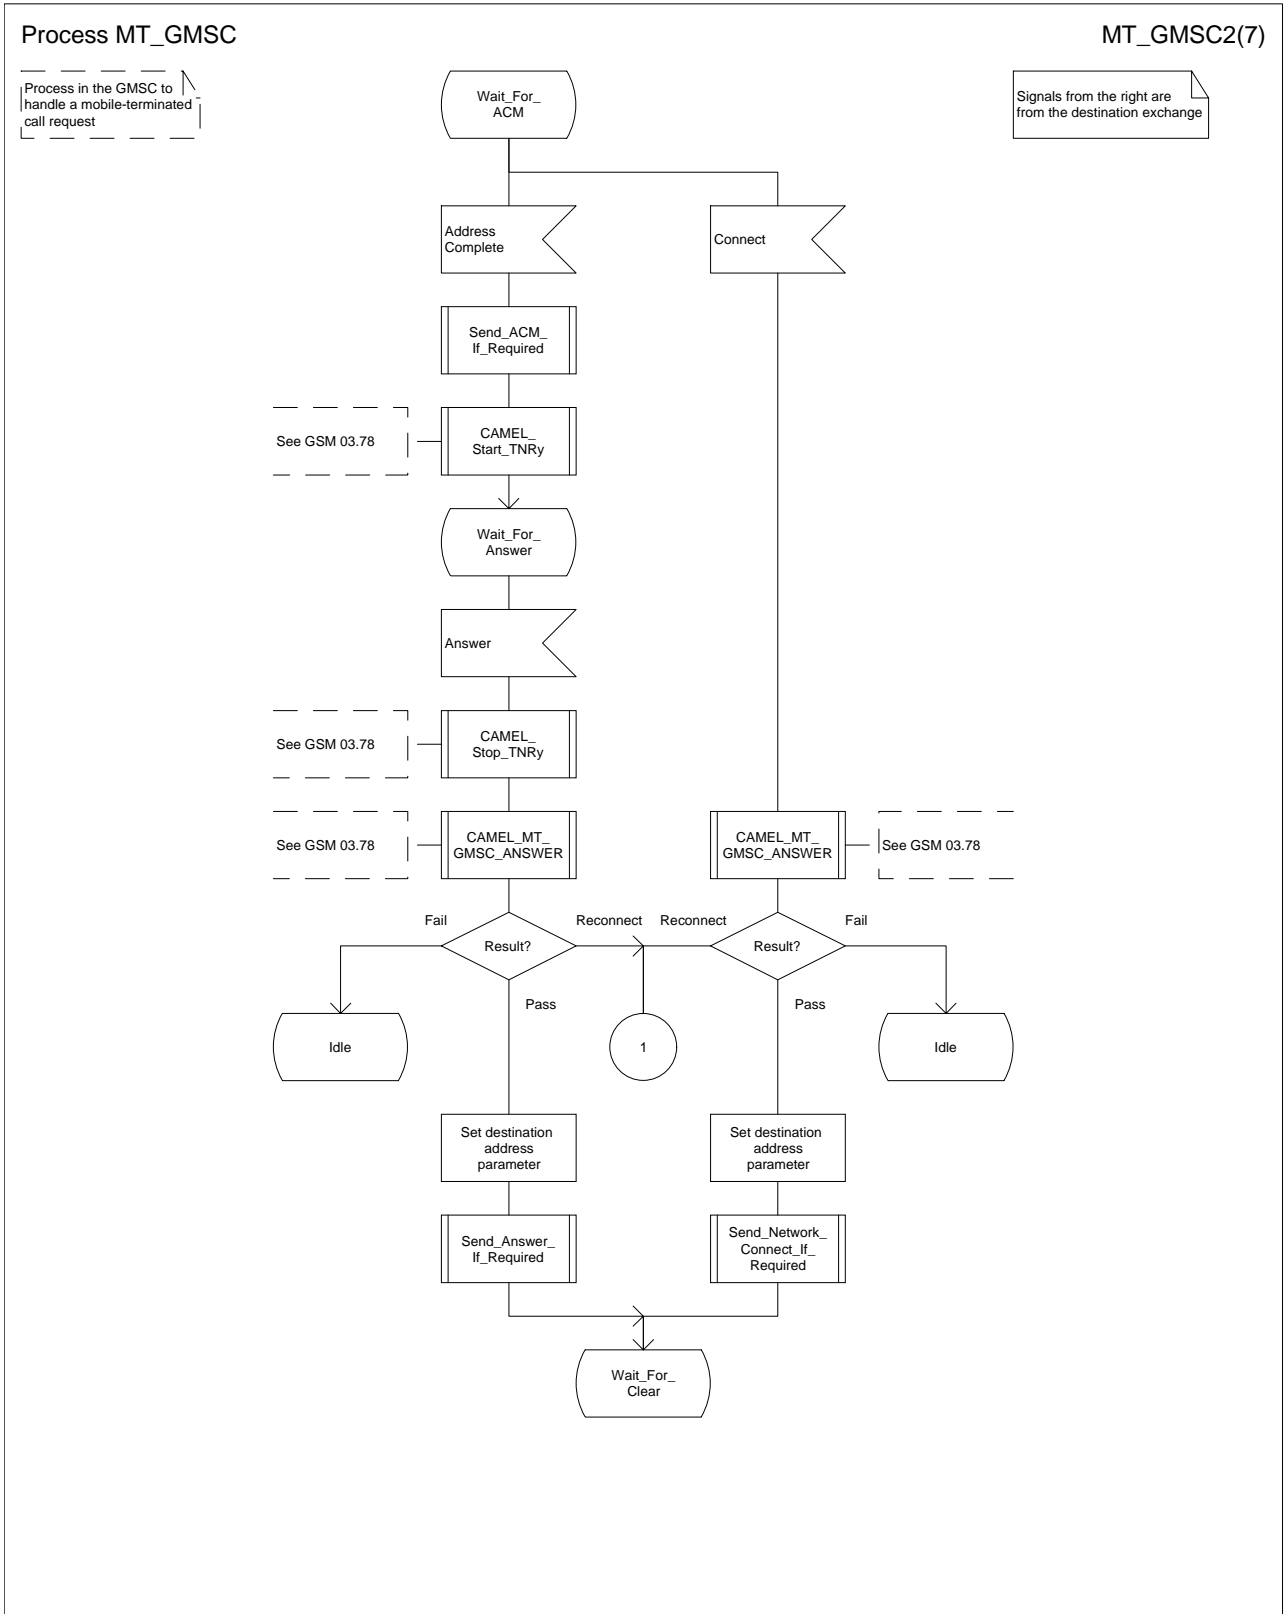 Process MT_GMSC
MT_GMSC2(7)
Process in the GMSC to
handle a mobile-terminated
call request
Signals from the right are
from the destination exchange
Wait_For_
ACM
Address
Complete
Connect
Send_ACM_
If_Required
See GSM 03.78
CAMEL_
Start_TNRy
Wait_For_
Answer
Answer
See GSM 03.78
CAMEL_
Stop_TNRy
See GSM 03.78
CAMEL_MT_
GMSC_ANSWER
CAMEL_MT_
GMSC_ANSWER
See GSM 03.78
Fail
Result?
Reconnect
Reconnect
Result?
Fail
Pass
Pass
Idle
1
Idle
Set destination
address
parameter
Set destination
address
parameter
Send_Answer_
If_Required
Send_Network_
Connect_If_
Required
Wait_For_
Clear